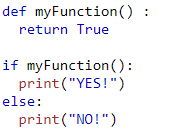 def myFunction() :
  return True

if myFunction():
  print("YES!")
else:
  print("NO!")